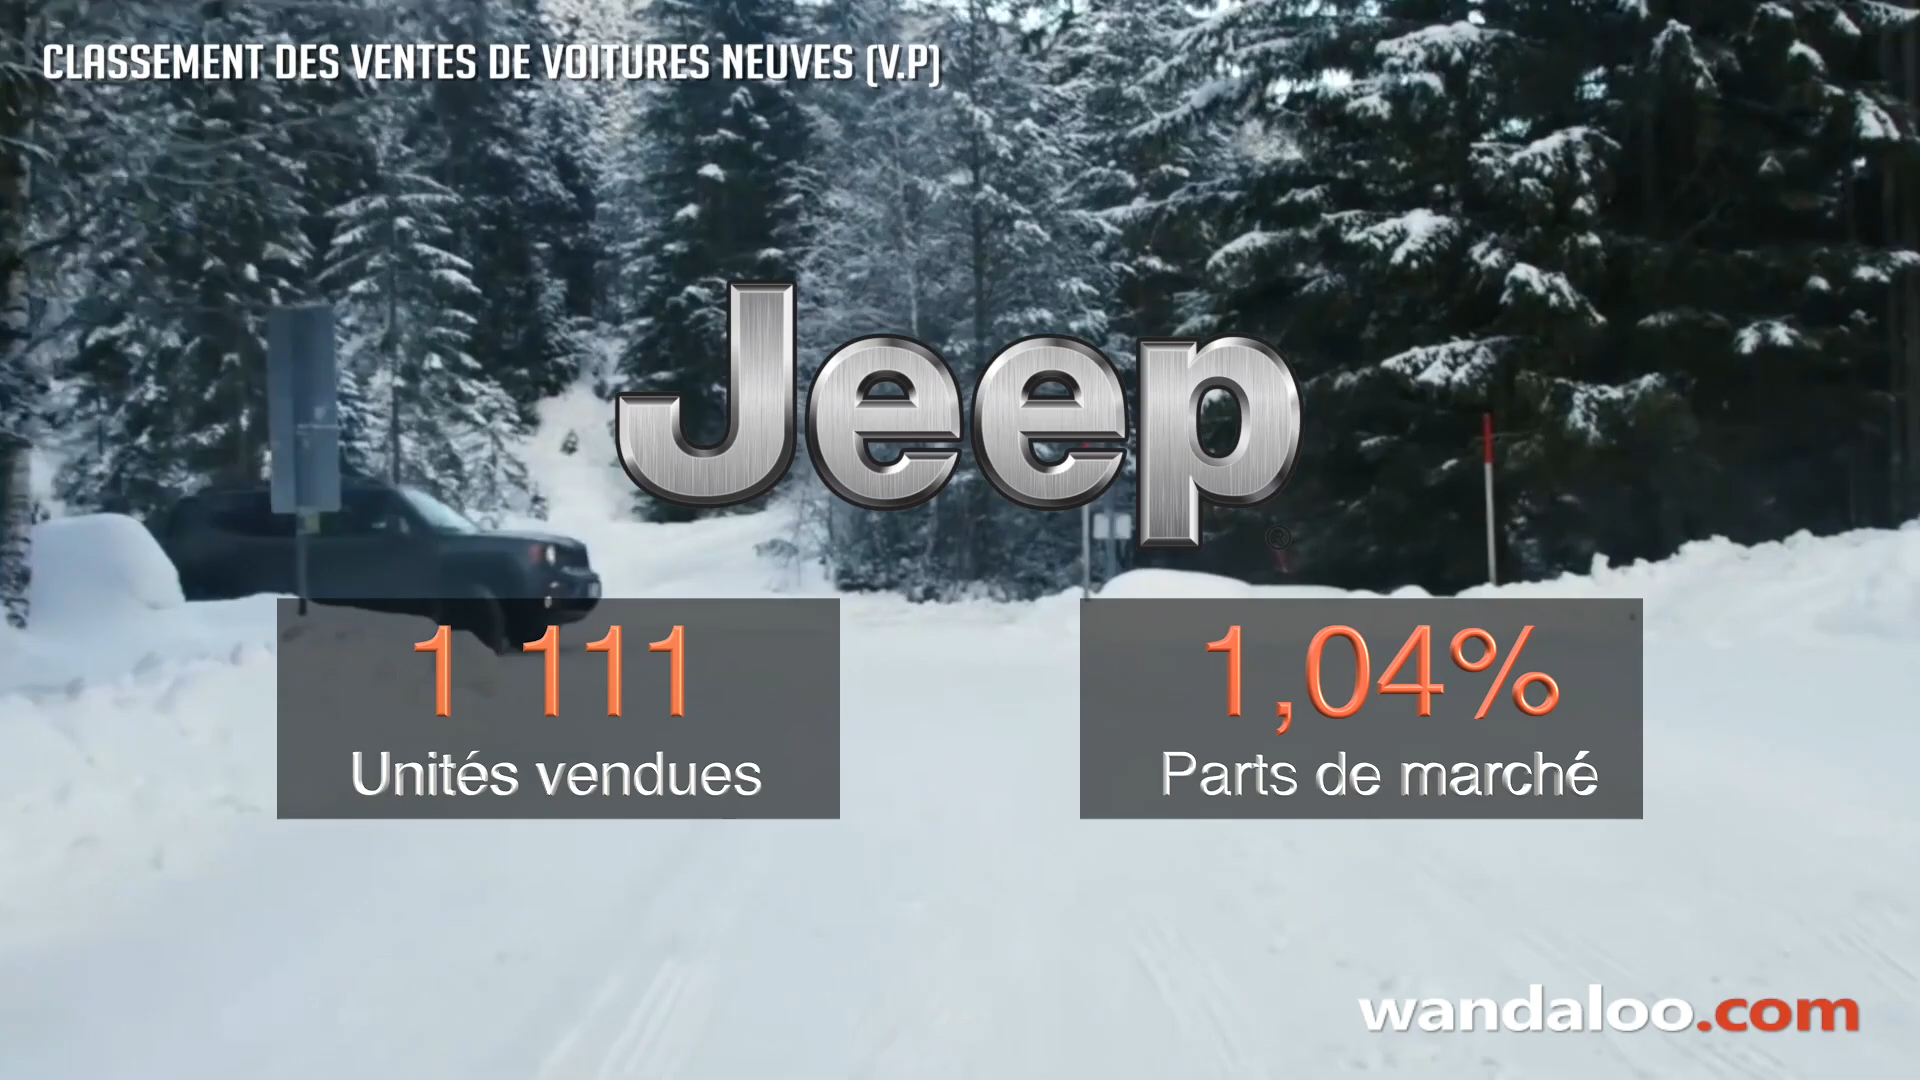 CLASSEMENT DES VENTES DE VOITURES NEUVES (V.P)
Jeep®
1 111
Unités vendues
1,04%
Parts de marché
wandaloo.com